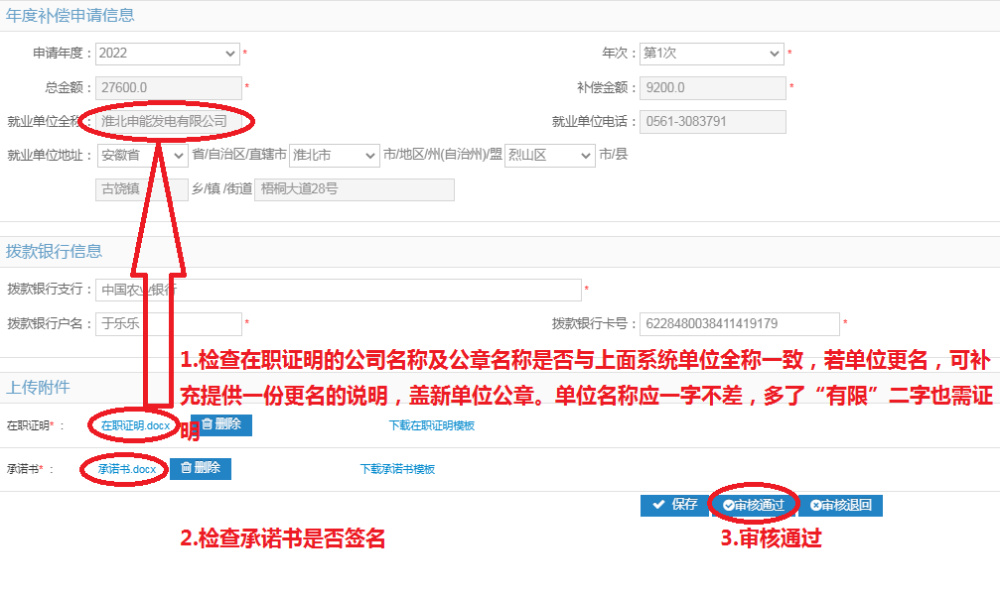 年度补偿申请信息
申请年度： 2022 * 年次： 第1次 *
总金额： 27600.0 * 补偿金额： 9200.0 *
就业单位全称： 淮北申能发电有限公司 就业单位电话： 0561-3083791
就业单位地址： 安徽省 省/自治区/直辖市 淮北市 市/地区/州(自治州)/盟 烈山区 市/县
古饶镇 乡/镇 /街道 梧桐大道28号
拨款银行信息
拨款银行支行： 中国农业银行 *
拨款银行户名： 于乐乐 * 拨款银行卡号： 6228480038411419179 *
1.检查在职证明的公司名称及公章名称是否与上面系统单位全称一致，若单位更名，可补
充提供一份更名的说明，盖新单位公章。单位名称应一字不差，多了“有限”二字也需证
明
上传附件
在职证明*： 在职证明.docx 删除 下载在职证明模板
承诺书*： 承诺书.docx 删除 下载承诺书模板
保存 审核通过 审核退回
2.检查承诺书是否签名 3.审核通过